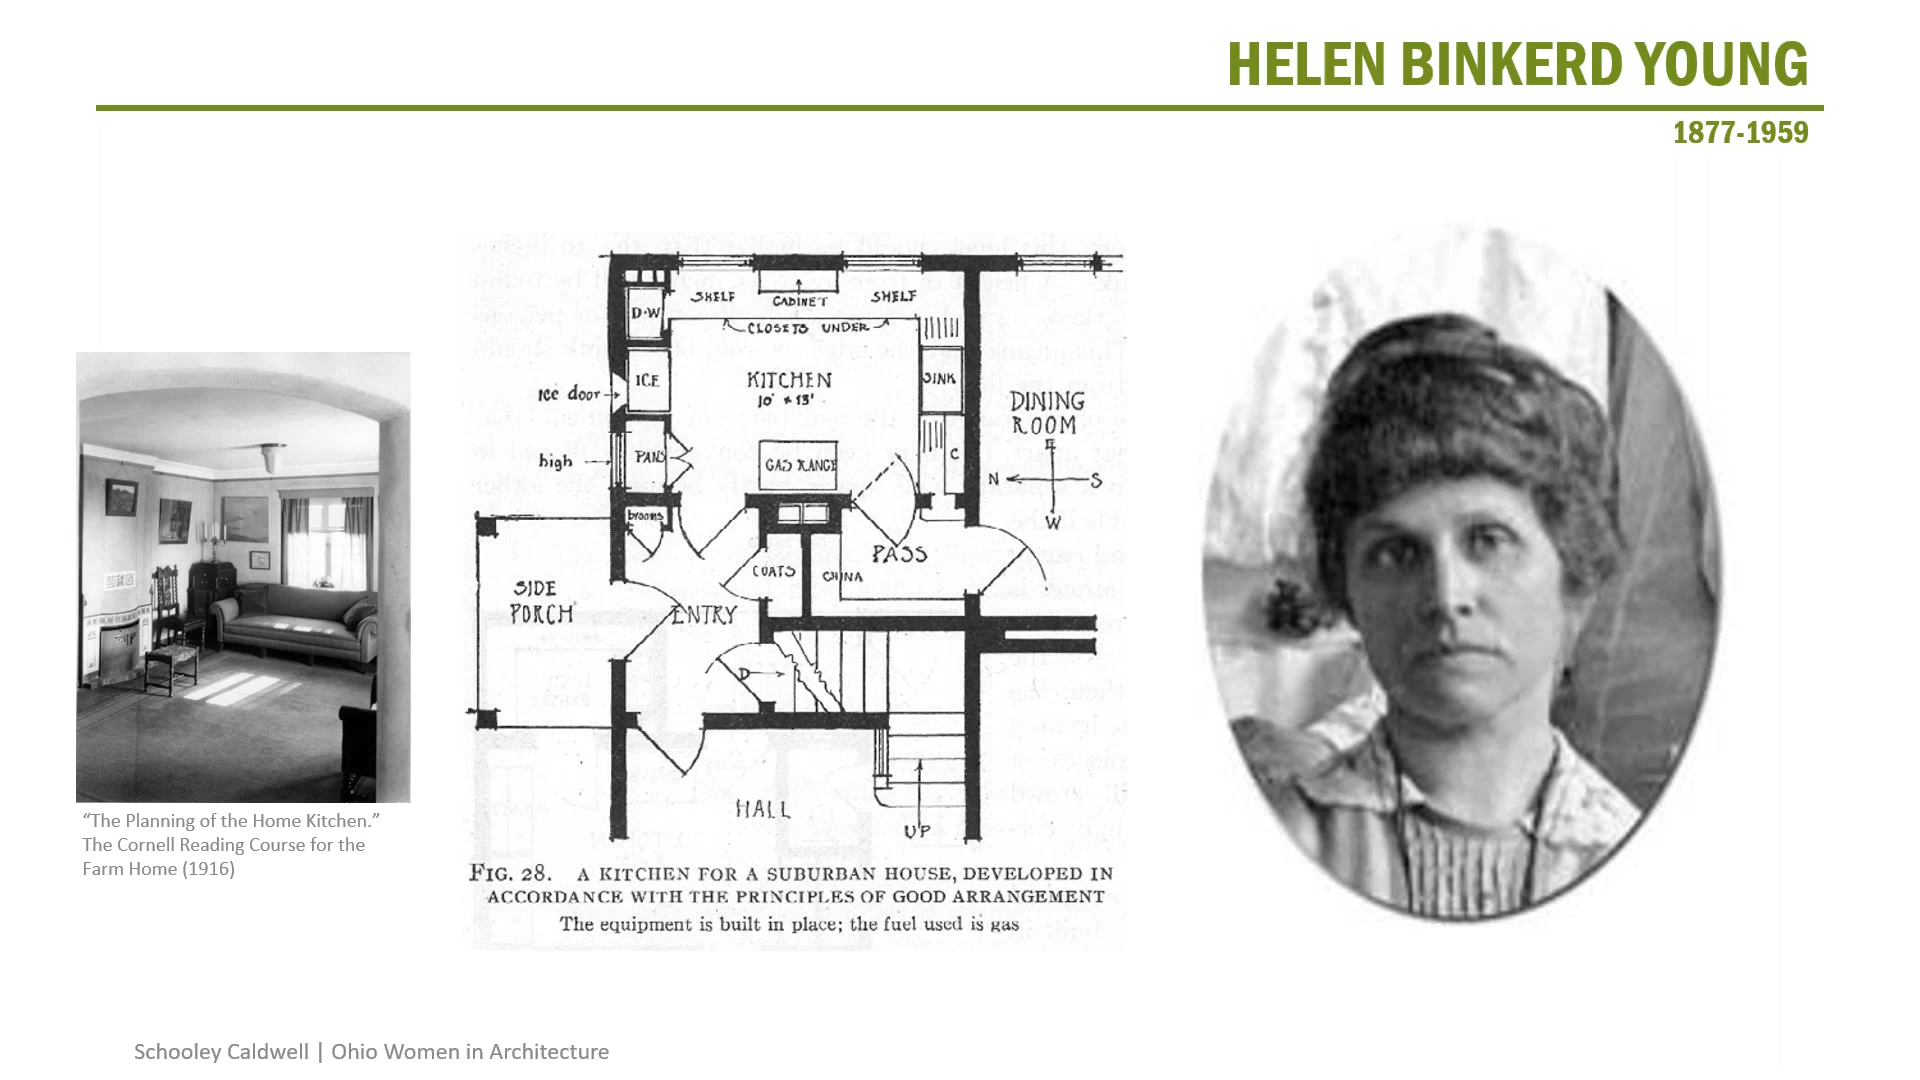 HELEN BINKERD YOUNG
1877-1959
SHELF
CABINET
SHELF
D·W
CLOSETS UNDER
ICE
ice door
KITCHEN
10' x 13'
SINK
DINING
ROOM
E
N
S
W
high
PANS
GAS RANGE
C
brooms
PASS
COATS
CHINA
SIDE
PORCH
ENTRY
D
HALL
UP
FIG. 28. A KITCHEN FOR A SUBURBAN HOUSE, DEVELOPED IN
ACCORDANCE WITH THE PRINCIPLES OF GOOD ARRANGEMENT
The equipment is built in place; the fuel used is gas
“The Planning of the Home Kitchen.”
The Cornell Reading Course for the
Farm Home (1916)
Schooley Caldwell | Ohio Women in Architecture